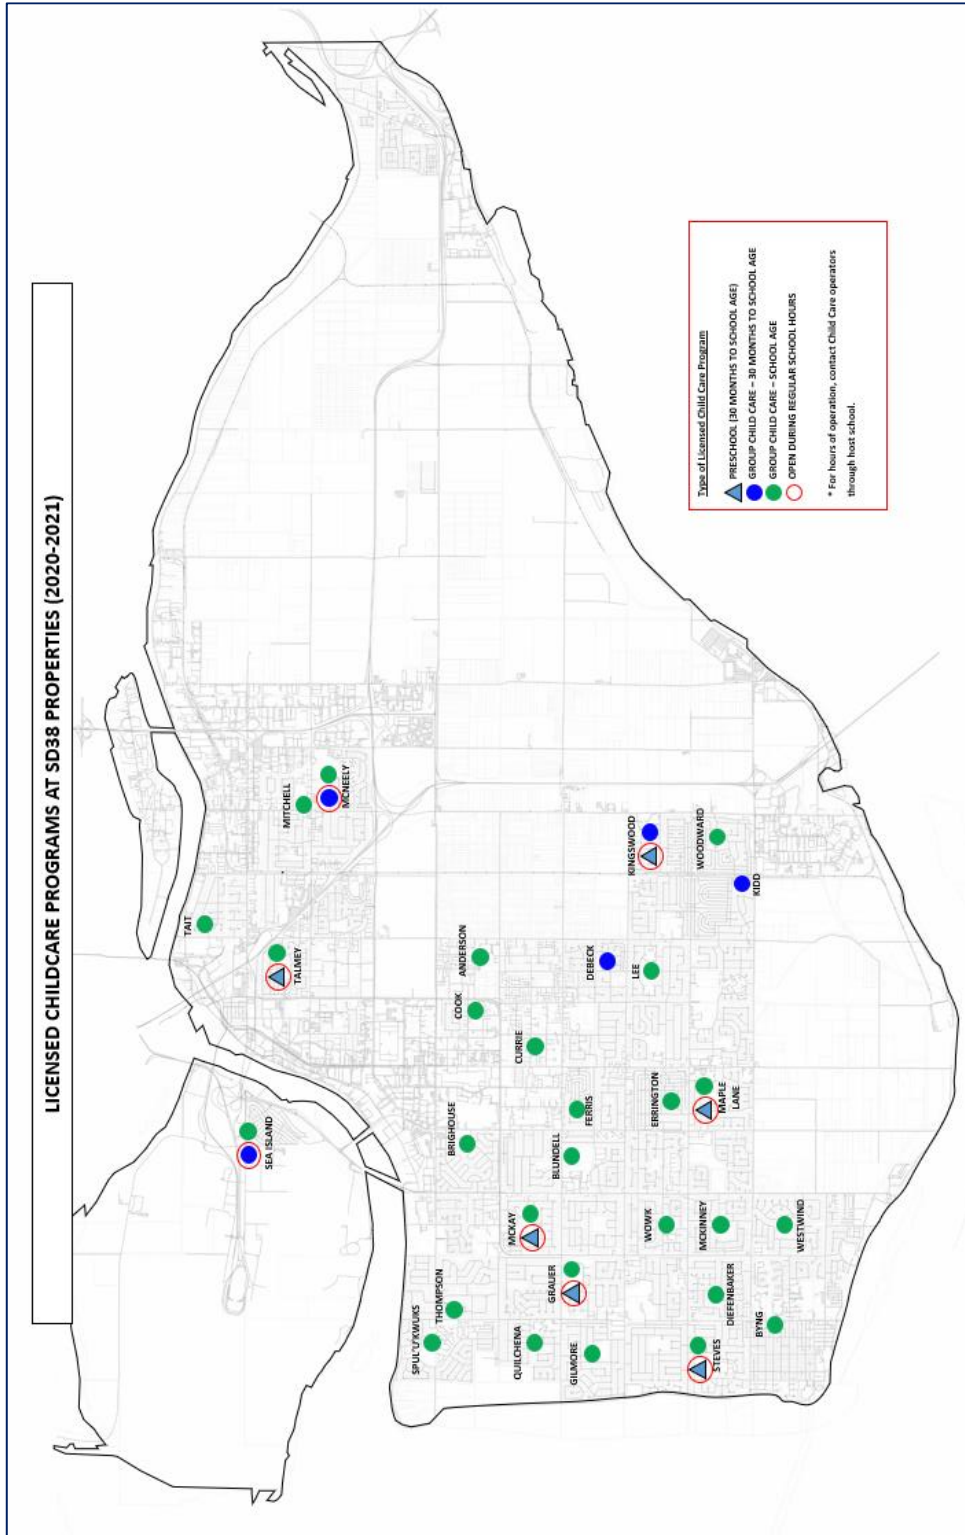 LICENSED CHILDCARE PROGRAMS AT SD38 PROPERTIES (2020-2021)
SEA ISLAND
TAIT
TALMEY
MITCHELL
MCNEELY
SPUL'U'KWUKS
THOMPSON
BRIGHOUSE
COOK
ANDERSON
QUILCHENA
MCKAY
CURRIE
GILMORE
GRAUER
BLUNDELL
FERRIS
DEBECK
LEE
KINGSWOOD
WOWK
ERRINGTON
STEVES
DIEFENBAKER
MCKINNEY
MAPLE
LANE
KIDD
WOODWARD
BYNG
WESTWIND
Type of Licensed Child Care Program
PRESCHOOL (30 MONTHS TO SCHOOL AGE)
GROUP CHILD CARE – 30 MONTHS TO SCHOOL AGE
GROUP CHILD CARE – SCHOOL AGE
OPEN DURING REGULAR SCHOOL HOURS
* For hours of operation, contact Child Care operators
through host school.